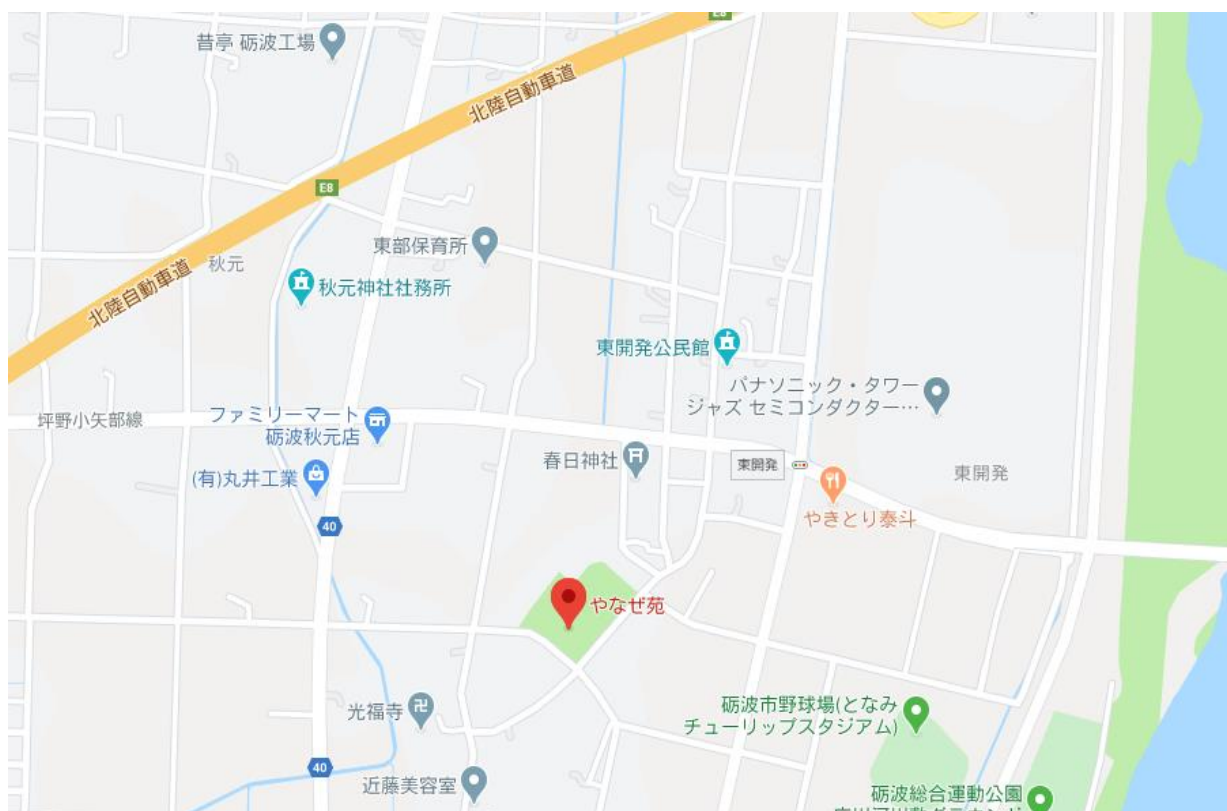 E8
昔亭 砺波工場
北陸自動車道
E8
東部保育所
秋元
秋元神社社務所
北陸自動車道
東開発公民館
パナソニック・タワー
ジャズ セミコンダクター…
坪野小矢部線
ファミリーマート
砺波秋元店
春日神社
東開発
東開発
(有)丸井工業
やきとり泰斗
40
やなぜ苑
光福寺
砺波市野球場(となみ
チューリップスタジアム)
40
近藤美容室
砺波総合運動公園